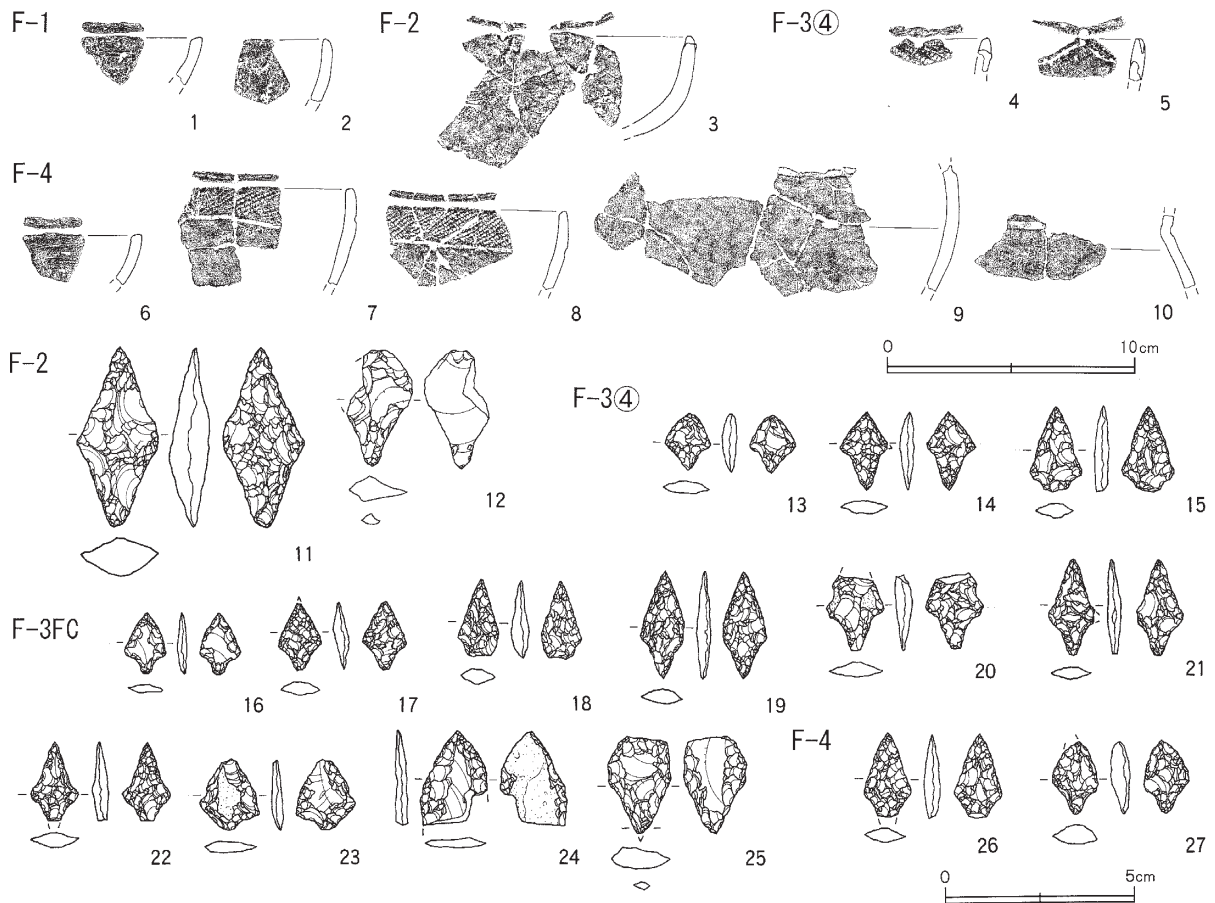 F-1 F-2 F-3④
1 2 3 4 5
F-4
6 7 8 9 10
0 10cm
F-2
11 12
F-3④
13 14 15
F-3FC
16 17 18 19 20 21
F-4
22 23 24 25 26 27
0 5cm